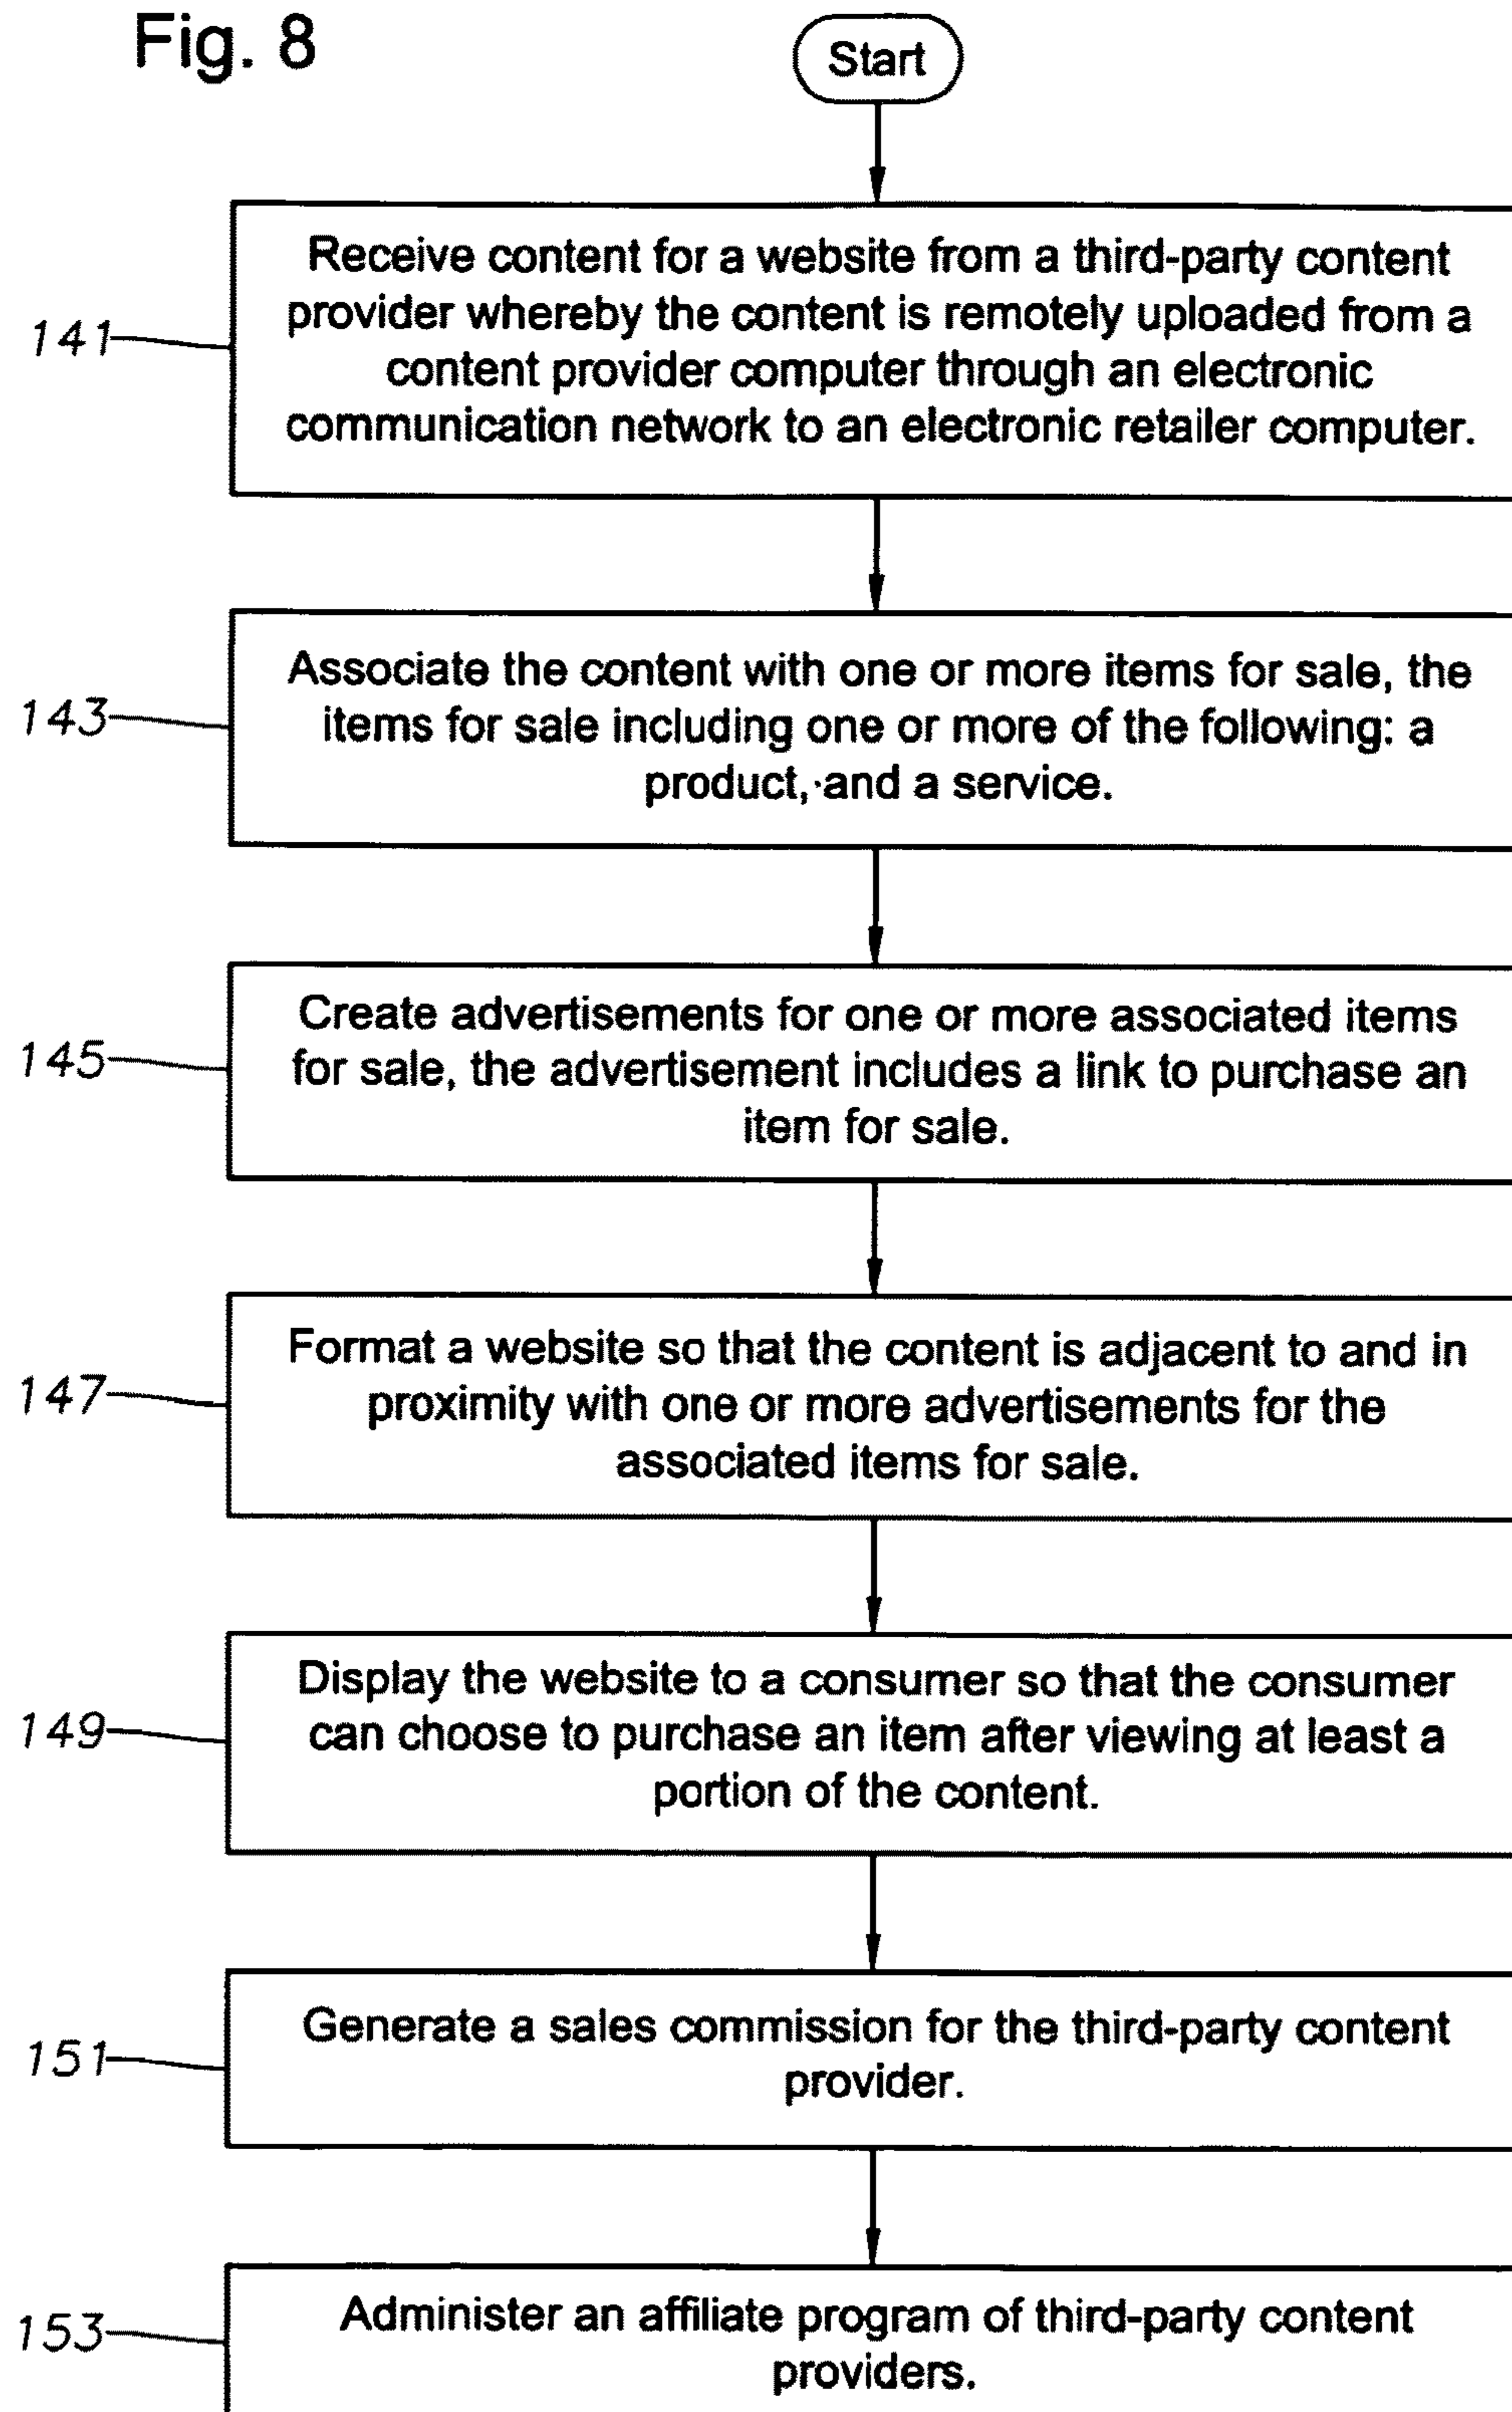 Fig. 8
Start
141
Receive content for a website from a third-party content
provider whereby the content is remotely uploaded from a
content provider computer through an electronic
communication network to an electronic retailer computer.
143
Associate the content with one or more items for sale, the
items for sale including one or more of the following: a
product, and a service.
145
Create advertisements for one or more associated items
for sale, the advertisement includes a link to purchase an
item for sale.
147
Format a website so that the content is adjacent to and in
proximity with one or more advertisements for the
associated items for sale.
149
Display the website to a consumer so that the consumer
can choose to purchase an item after viewing at least a
portion of the content.
151
Generate a sales commission for the third-party content
provider.
153
Administer an affiliate program of third-party content
providers.